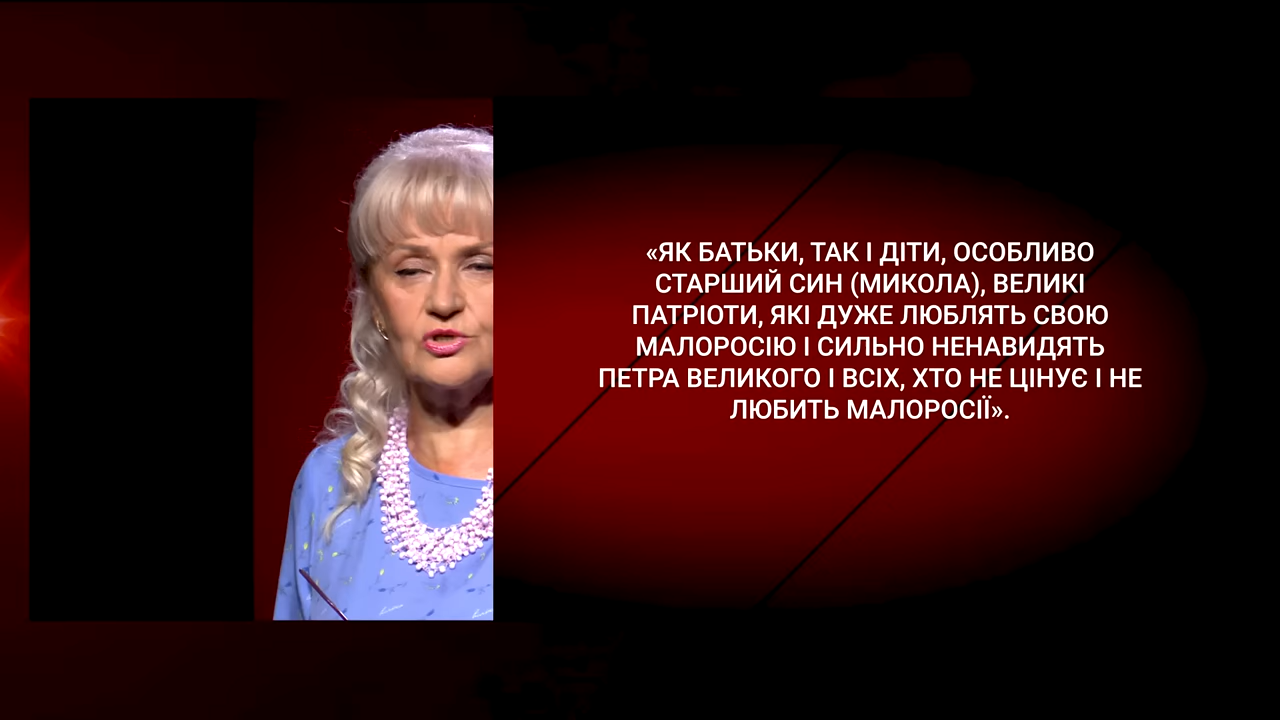 «ЯК БАТЬКИ, ТАК І ДІТИ, ОСОБЛИВО
СТАРШИЙ СИН (МИКОЛА), ВЕЛИКІ
ПАТРІОТИ, ЯКІ ДУЖЕ ЛЮБЛЯТЬ СВОЮ
МАЛОРОСІЮ І СИЛЬНО НЕНАВИДЯТЬ
ПЕТРА ВЕЛИКОГО І ВСІХ, ХТО НЕ ЦІНУЄ І НЕ
ЛЮБИТЬ МАЛОРОСІЇ».